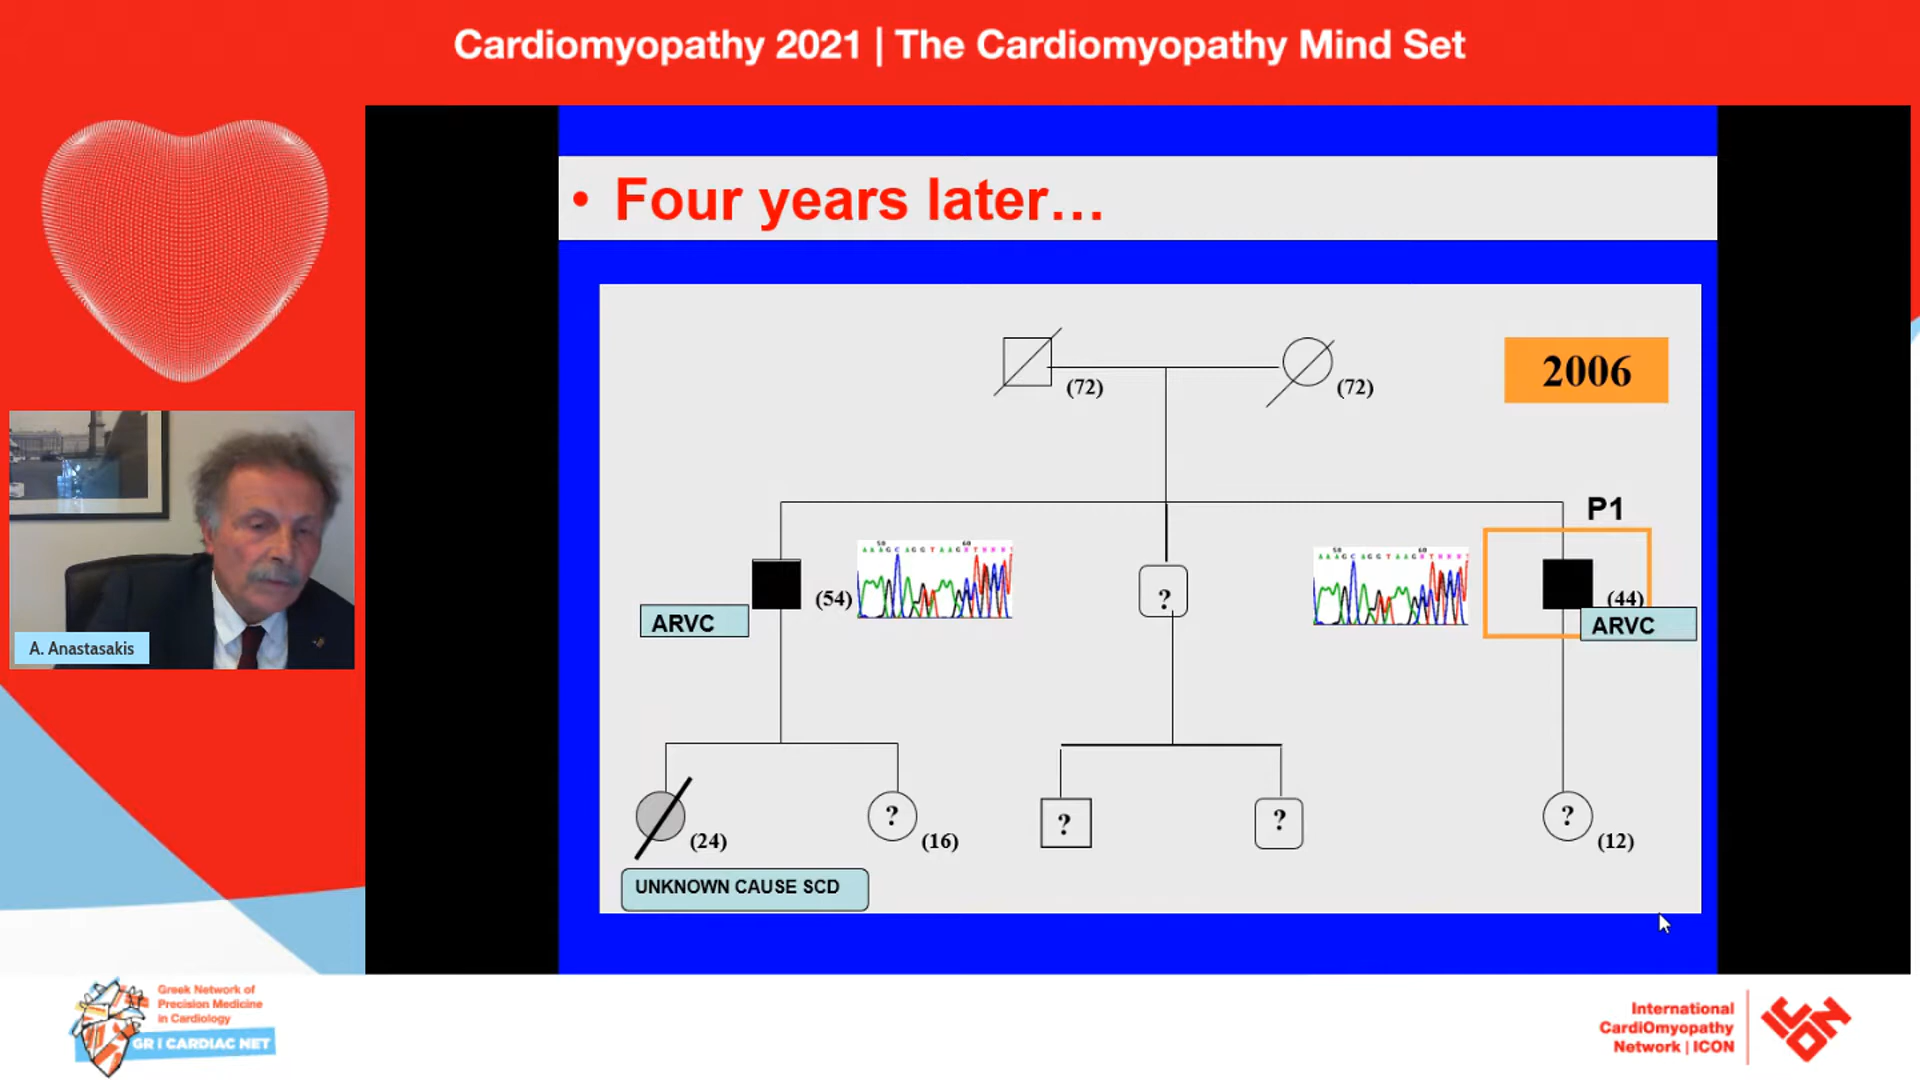 Cardiomyopathy 2021 | The Cardiomyopathy Mind Set
• Four years later...
2006
(72)
(72)
P1
(54)
?
(44)
ARVC
ARVC
A. Anastasakis
?
?
?
?
(24)
(16)
(12)
UNKNOWN CAUSE SCD
Greek Network of
Precision Medicine
in Cardiology
GR | CARDIAC NET
International
CardiOmyopathy
Network | ICON
ICON